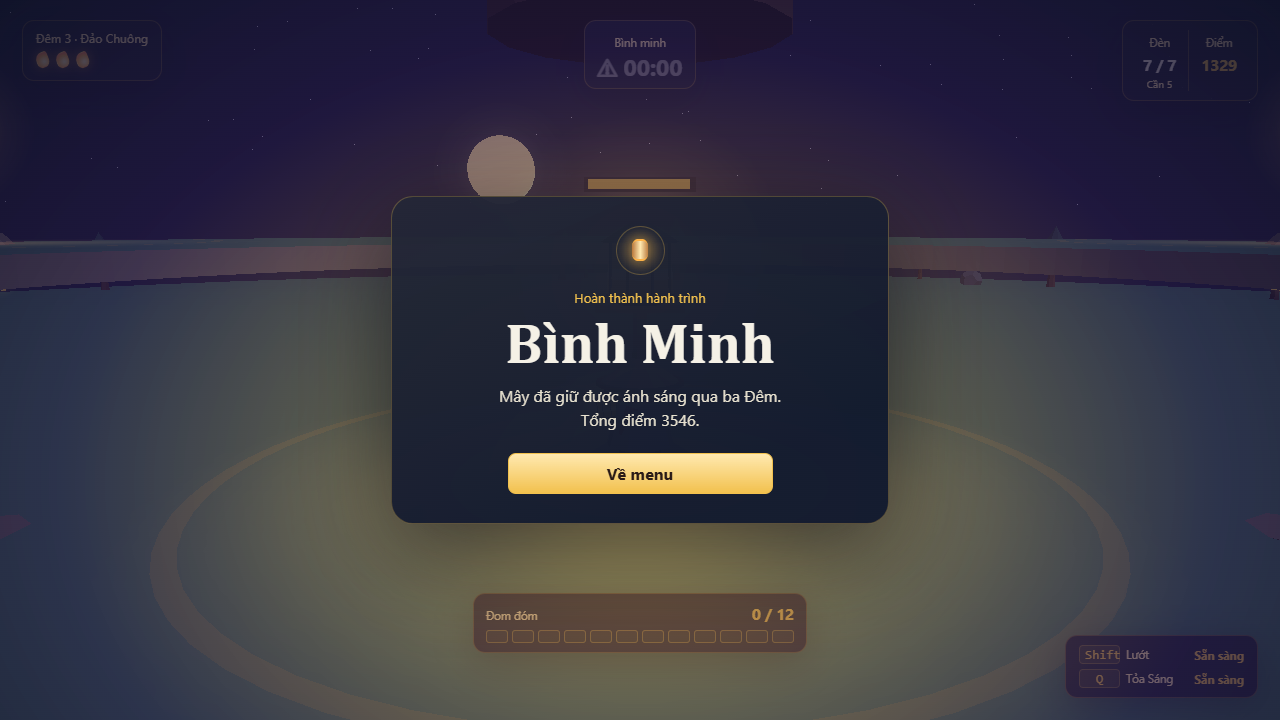 Đêm 3 · Đảo Chuông
Bình minh
⚠ 00:00
Đèn
7 / 7
Cần 5
Điểm
1329
Hoàn thành hành trình
Bình Minh
Mây đã giữ được ánh sáng qua ba Đêm.
Tổng điểm 3546.
Về menu
Đom đóm 0 / 12
Shift Lướt Sẵn sàng
Q Tỏa Sáng Sẵn sàng